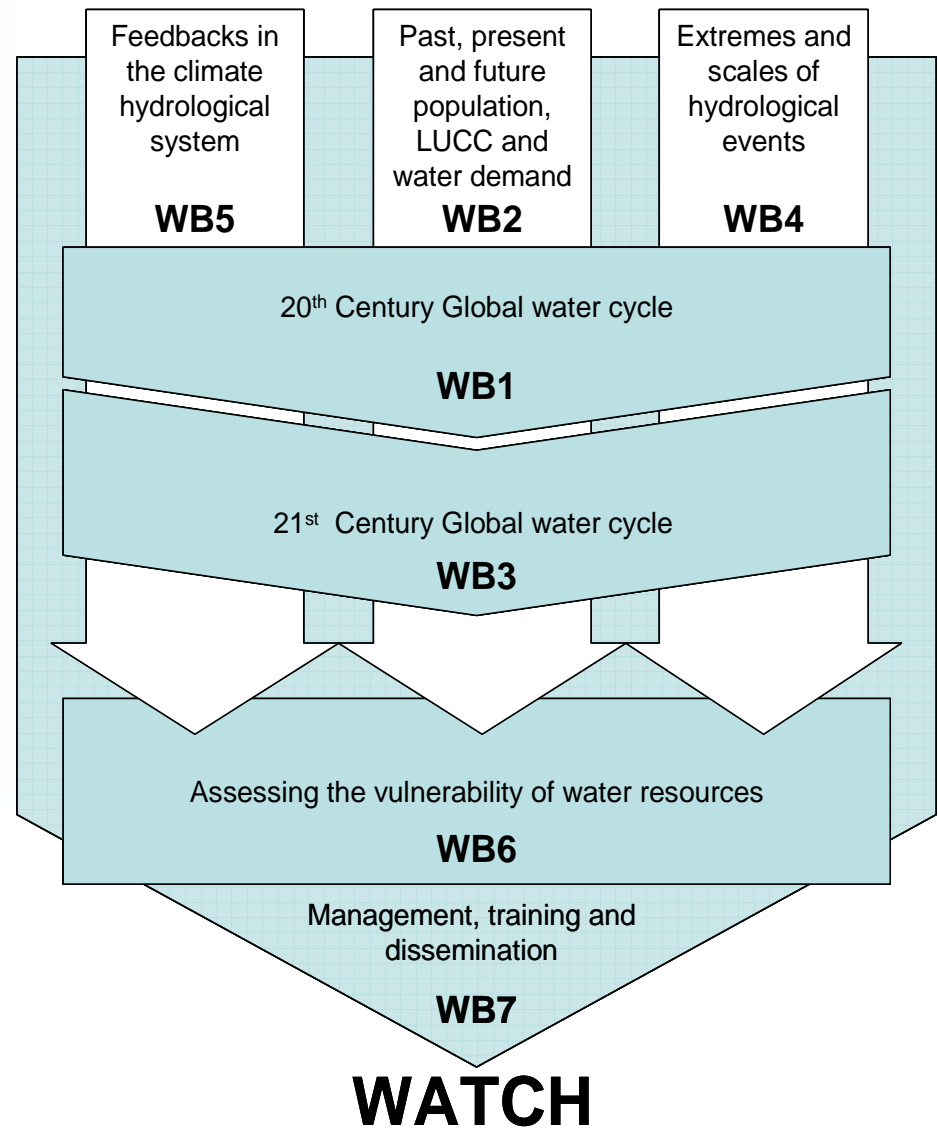 Feedbacks in
the climate
hydrological
system
WB5
Past, present
and future
population,
LUCC and
water demand
WB2
Extremes and
scales of
hydrological
events
WB4
20th Century Global water cycle
WB1
21st Century Global water cycle
WB3
Assessing the vulnerability of water resources
WB6
Management, training and
dissemination
WB7
WATCH